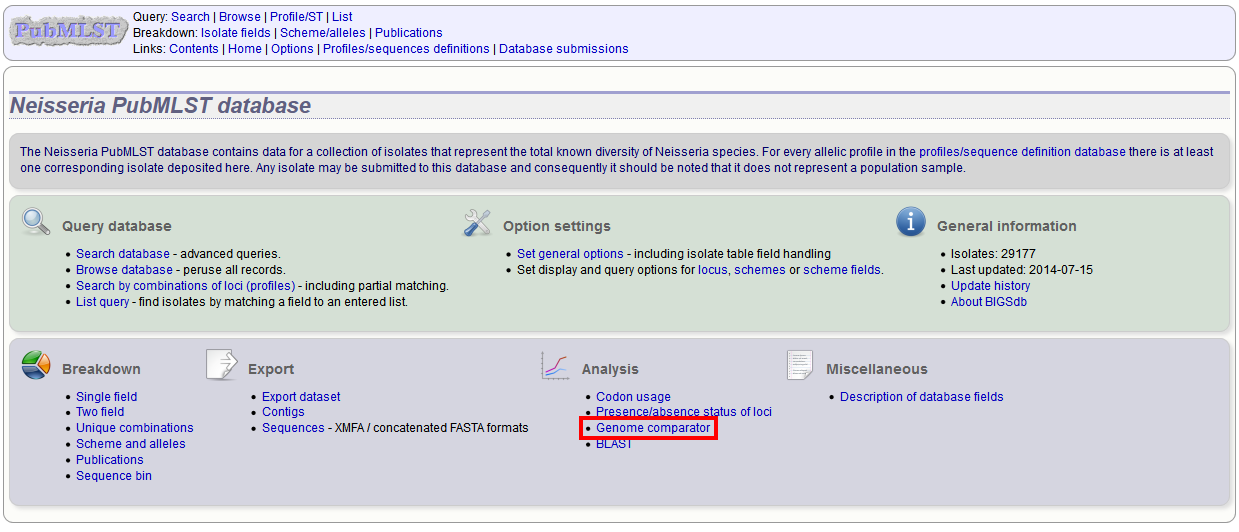 PubMLST
Query: Search | Browse | Profile/ST | List
Breakdown: Isolate fields | Scheme/alleles | Publications
Links: Contents | Home | Options | Profiles/sequences definitions | Database submissions
Neisseria PubMLST database
The Neisseria PubMLST database contains data for a collection of isolates that represent the total known diversity of Neisseria species. For every allelic profile in the profiles/sequence definition database there is at least
one corresponding isolate deposited here. Any isolate may be submitted to this database and consequently it should be noted that it does not represent a population sample.
Query database
• Search database - advanced queries.
• Browse database - peruse all records.
• Search by combinations of loci (profiles) - including partial matching.
• List query - find isolates by matching a field to an entered list.
Option settings
• Set general options - including isolate table field handling
• Set display and query options for locus, schemes or scheme fields.
General information
• Isolates: 29177
• Last updated: 2014-07-15
• Update history
• About BIGSdb
Breakdown
• Single field
• Two field
• Unique combinations
• Scheme and alleles
• Publications
• Sequence bin
Export
• Export dataset
• Contigs
• Sequences - XMFA / concatenated FASTA formats
Analysis
• Codon usage
• Presence/absence status of loci
• Genome comparator
• BLAST
Miscellaneous
• Description of database fields